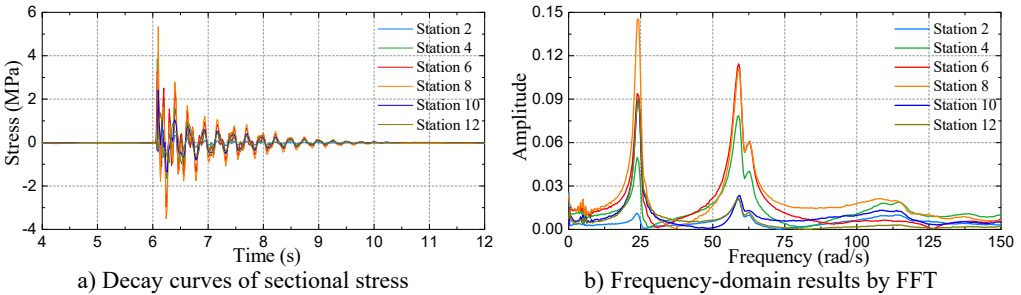 6
4
2
0
-2
-4
Stress (MPa)
4 5 6 7 8 9 10 11 12
Time (s)
Station 2
Station 4
Station 6
Station 8
Station 10
Station 12
a) Decay curves of sectional stress
0.15
0.12
0.09
0.06
0.03
0.00
Amplitude
0 25 50 75 100 125 150
Frequency (rad/s)
Station 2
Station 4
Station 6
Station 8
Station 10
Station 12
b) Frequency-domain results by FFT